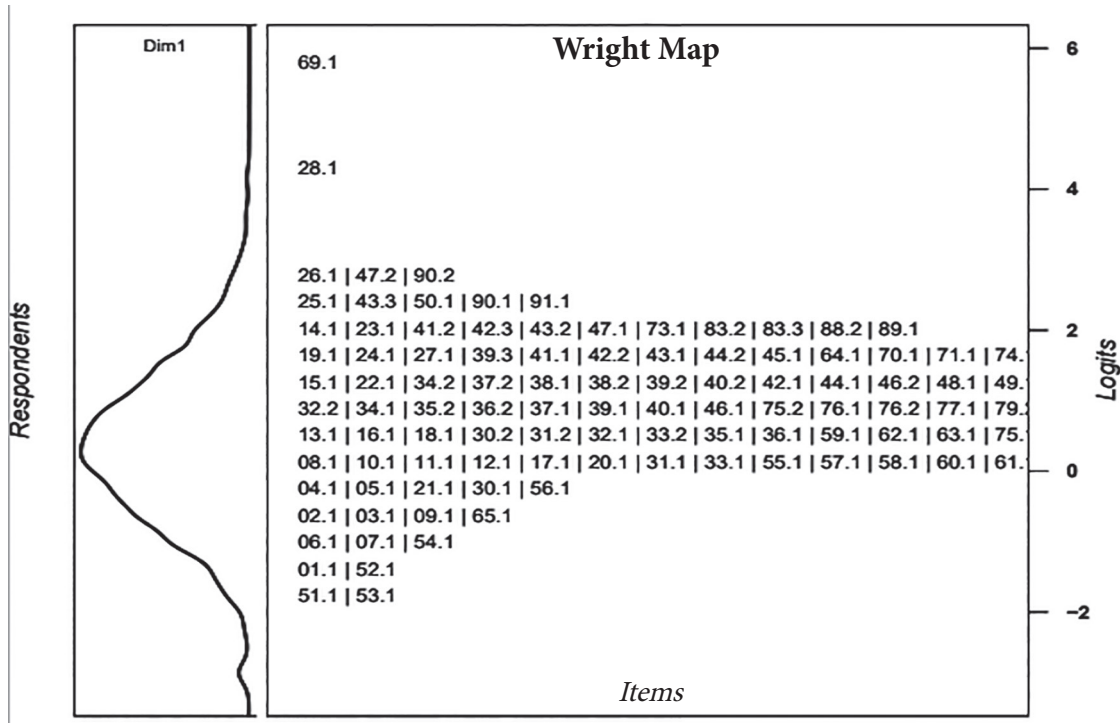 Dim1
Wright Map
69.1
28.1
26.1 | 47.2 | 90.2
25.1 | 43.3 | 50.1 | 90.1 | 91.1
14.1 | 23.1 | 41.2 | 42.3 | 43.2 | 47.1 | 73.1 | 83.2 | 83.3 | 88.2 | 89.1
19.1 | 24.1 | 27.1 | 39.3 | 41.1 | 42.2 | 43.1 | 44.2 | 45.1 | 64.1 | 70.1 | 71.1 | 74.
15.1 | 22.1 | 34.2 | 37.2 | 38.1 | 38.2 | 39.2 | 40.2 | 42.1 | 44.1 | 46.2 | 48.1 | 49.
32.2 | 34.1 | 35.2 | 36.2 | 37.1 | 39.1 | 40.1 | 46.1 | 75.2 | 76.1 | 76.2 | 77.1 | 79.
13.1 | 16.1 | 18.1 | 30.2 | 31.2 | 32.1 | 33.2 | 35.1 | 36.1 | 59.1 | 62.1 | 63.1 | 75.
08.1 | 10.1 | 11.1 | 12.1 | 17.1 | 20.1 | 31.1 | 33.1 | 55.1 | 57.1 | 58.1 | 60.1 | 61.
04.1 | 05.1 | 21.1 | 30.1 | 56.1
02.1 | 03.1 | 09.1 | 65.1
06.1 | 07.1 | 54.1
01.1 | 52.1
51.1 | 53.1
Items
Respondents
6
4
2
0
−2
Logits